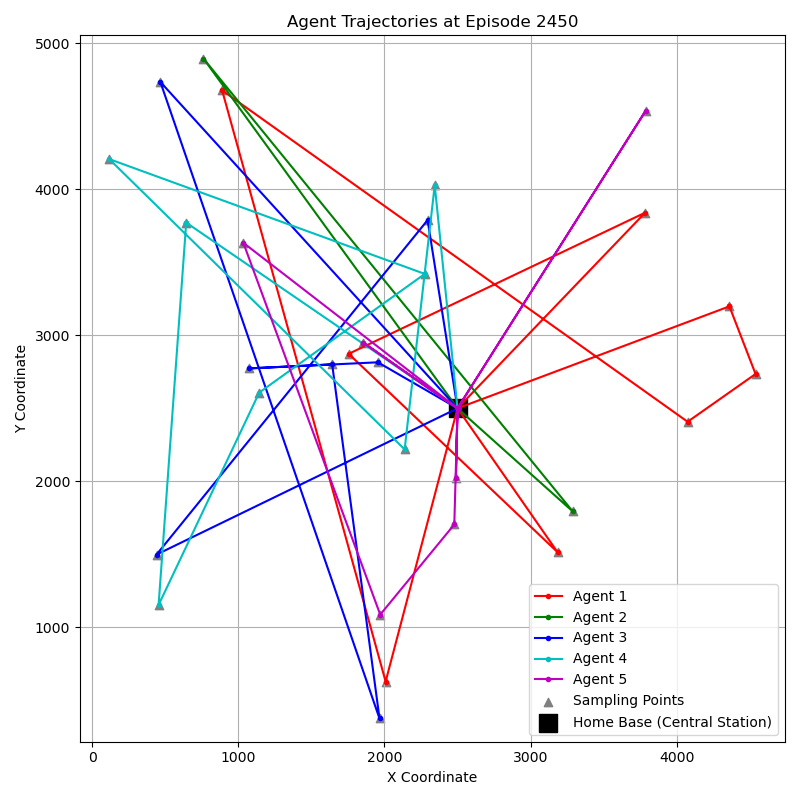 Agent Trajectories at Episode 2450
5000
4000
3000
2000
1000
Y Coordinate
0
1000
2000
3000
4000
X Coordinate
Agent 1
Agent 2
Agent 3
Agent 4
Agent 5
Sampling Points
Home Base (Central Station)